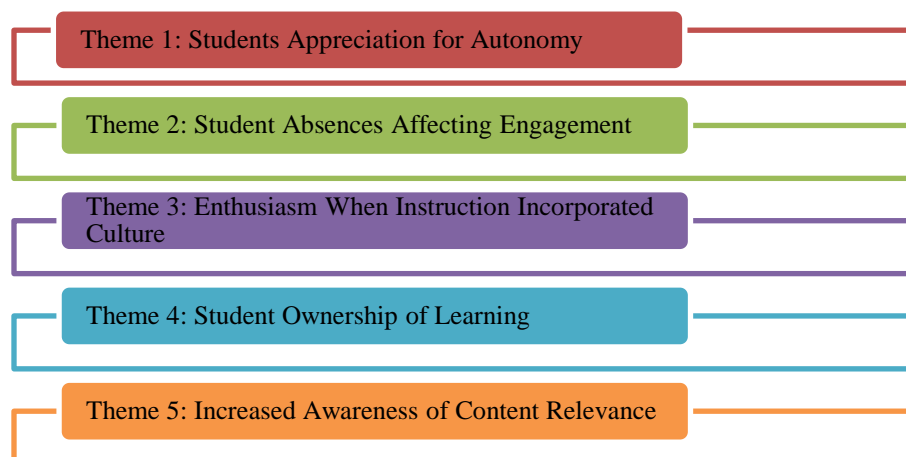 Theme 1: Students Appreciation for Autonomy
Theme 2: Student Absences Affecting Engagement
Theme 3: Enthusiasm When Instruction Incorporated
Culture
Theme 4: Student Ownership of Learning
Theme 5: Increased Awareness of Content Relevance